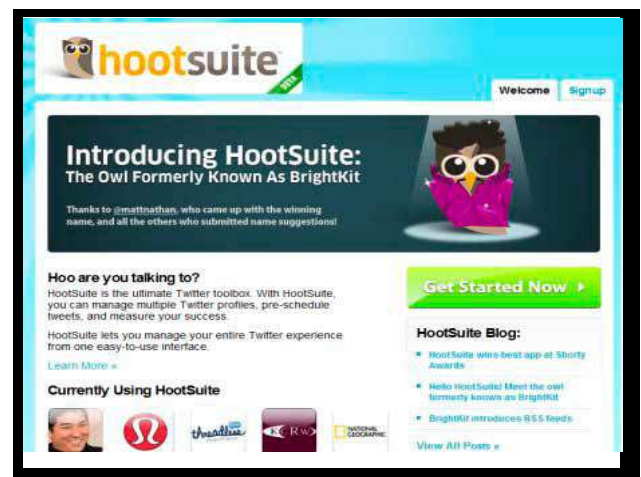 hootsuite
BETA
Welcome
Signup
Introducing HootSuite:
The Owl Formerly Known As BrightKit
Thanks to @mattnathan, who came up with the winning
name, and all the others who submitted name suggestions!
Hoo are you talking to?
HootSuite is the ultimate Twitter toolbox. With HootSuite,
you can manage multiple Twitter profiles, pre-schedule
tweets, and measure your success.
HootSuite lets you manage your entire Twitter experience
from one easy-to-use interface.
Learn More »
Currently Using HootSuite
threadless
KCRW
NATIONAL
GEOGRAPHIC
Get Started Now
HootSuite Blog:
HootSuite wins best app at Shorty
Awards
Hello HootSuite! Meet the owl
formerly known as BrightKit
BrightKit introduces RSS feeds
View All Posts »